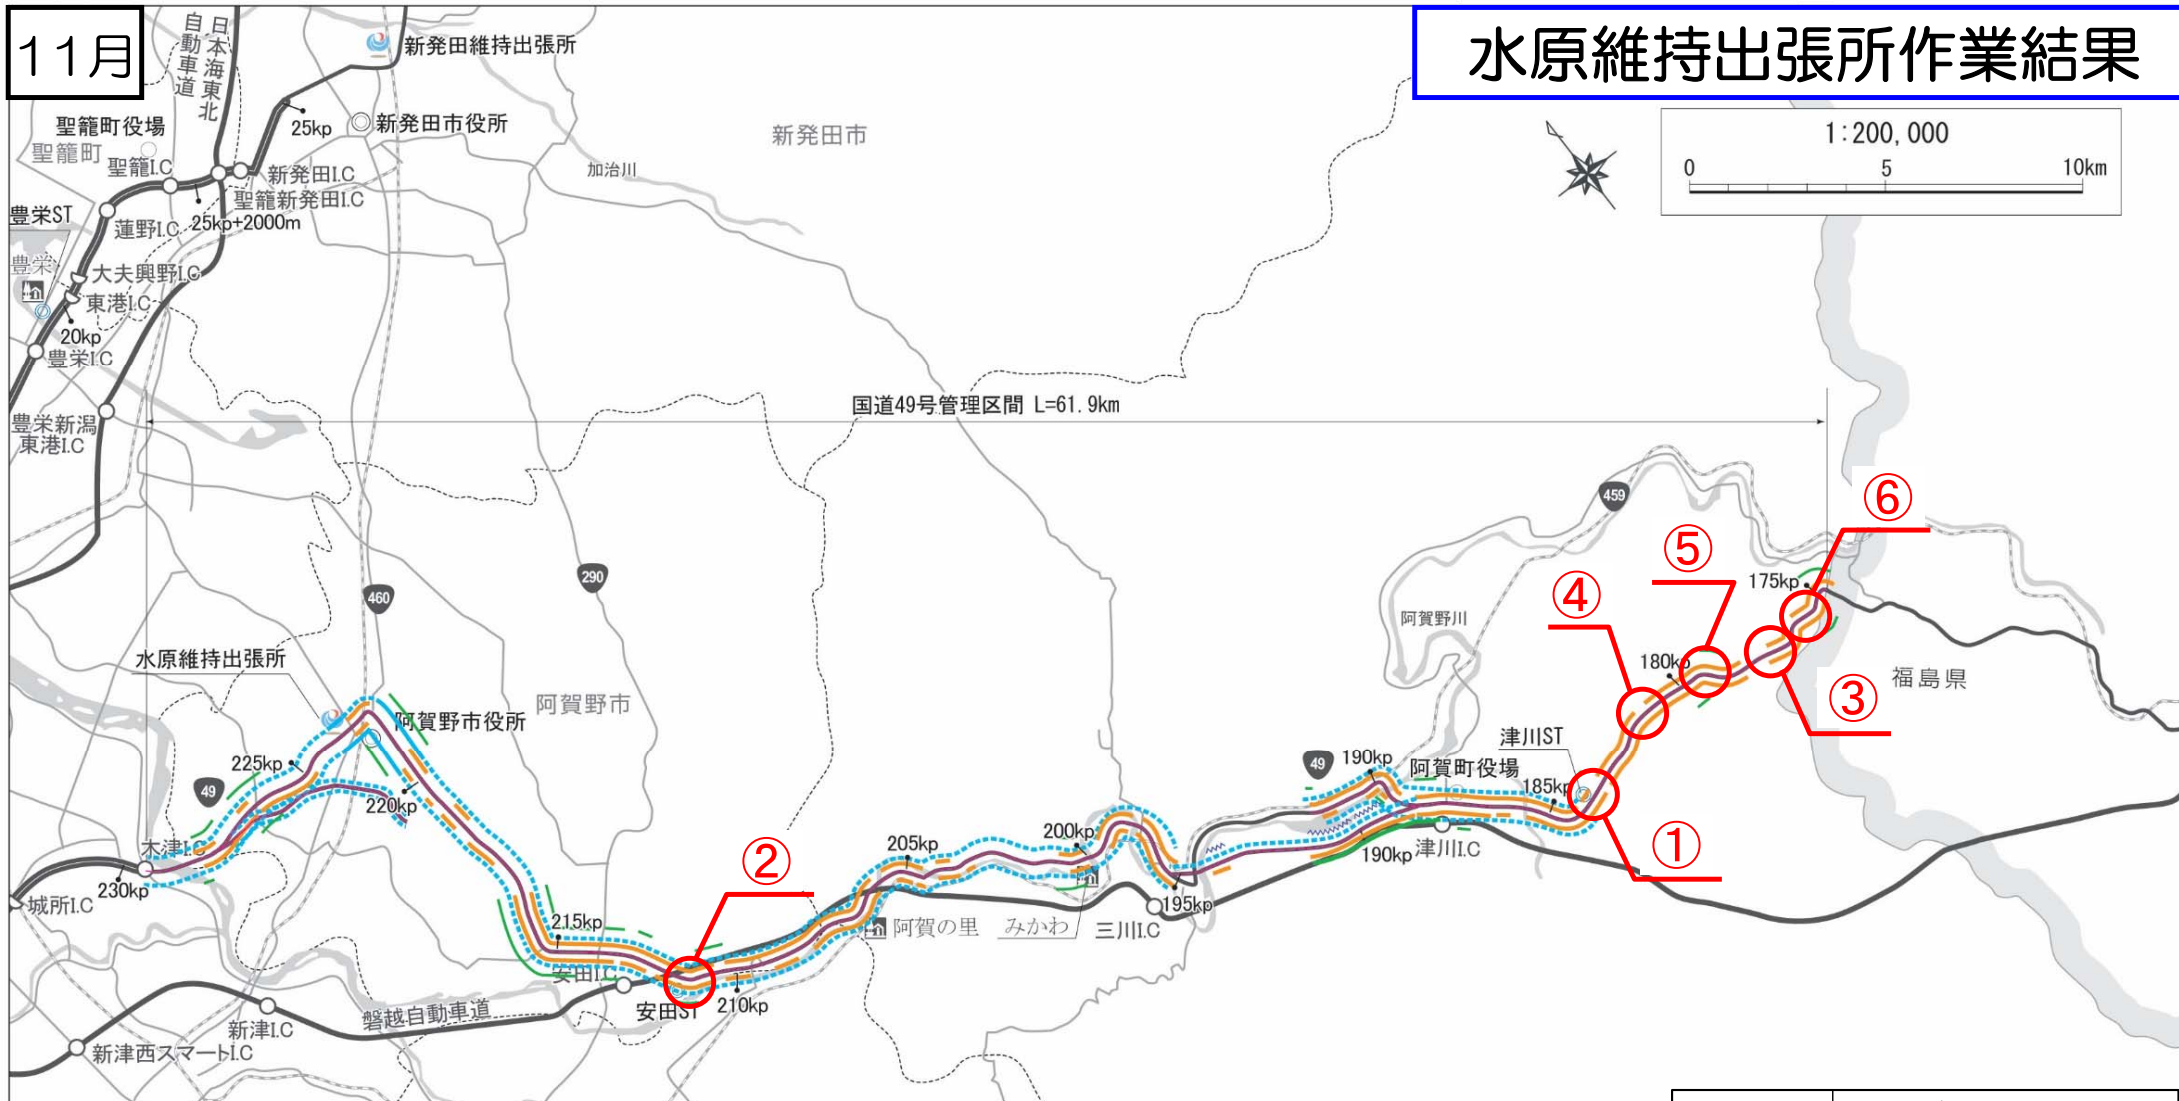 11月
水原維持出張所作業結果
日本海東北
自動車道
新発田維持出張所
25kp
新発田市役所
聖籠町役場
聖籠町
聖籠I.C
新発田I.C
聖籠新発田I.C
25kp+2000m
蓮野I.C
豊栄ST
豊栄
大夫興野I.C
東港I.C
20kp
豊栄I.C
豊栄新潟
東港I.C
新発田市
加治川
1:200,000
0
5
10km
国道49号管理区間 L=61.9km
459
⑥
⑤
④
175kp
180kp
③
福島県
阿賀野川
290
460
水原維持出張所
阿賀野市役所
阿賀野市
225kp
49
220kp
木津I.C
230kp
城所I.C
215kp
安田I.C
安田ST
②
210kp
205kp
200kp
阿賀の里
みかわ
三川I.C
195kp
49
190kp
阿賀町役場
津川ST
185kp
190kp
津川I.C
①
磐越自動車道
新津I.C
新津西スマートI.C